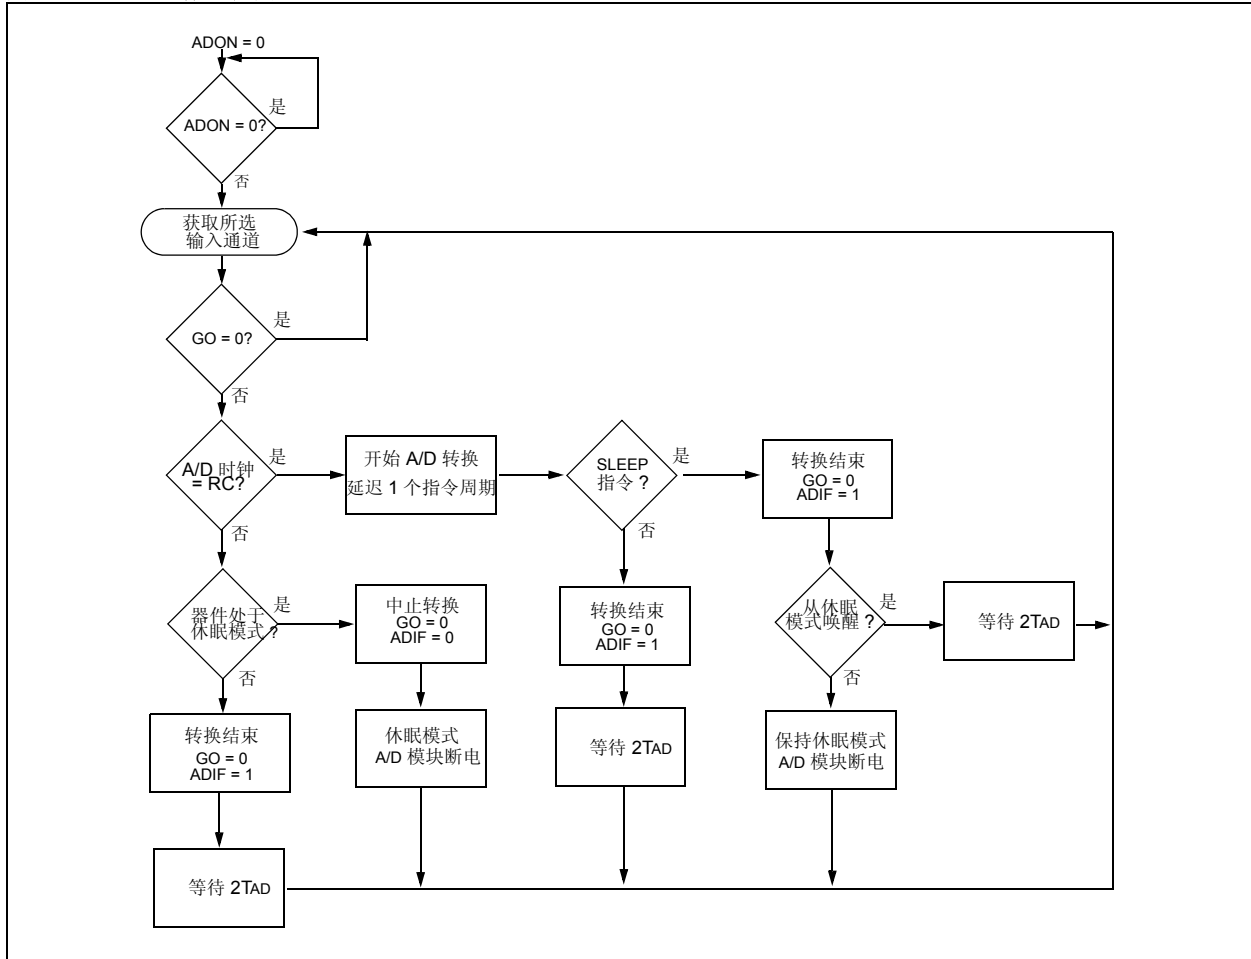 ADON = 0
是
ADON = 0?
否
获取所选
输入通道
是
GO = 0?
否
A/D 时钟
= RC?
是
否
开始 A/D 转换
延迟 1 个指令周期
SLEEP
指令 ?
是
否
转换结束
GO = 0
ADIF = 1
器件处于
休眠模式 ?
是
否
中止转换
GO = 0
ADIF = 0
转换结束
GO = 0
ADIF = 1
从休眠
模式唤醒 ?
是
否
等待 2TAD
转换结束
GO = 0
ADIF = 1
休眠模式
A/D 模块断电
等待 2TAD
保持休眠模式
A/D 模块断电
等待 2TAD